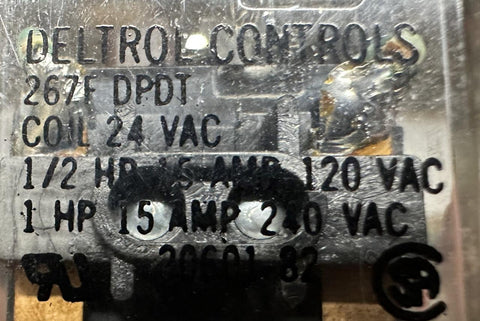 DELTROL CONTROLS
267F DPDT
COIL 24 VAC
1/2 HP 15 AMP 120 VAC
1 HP 15 AMP 240 VAC
20601-82